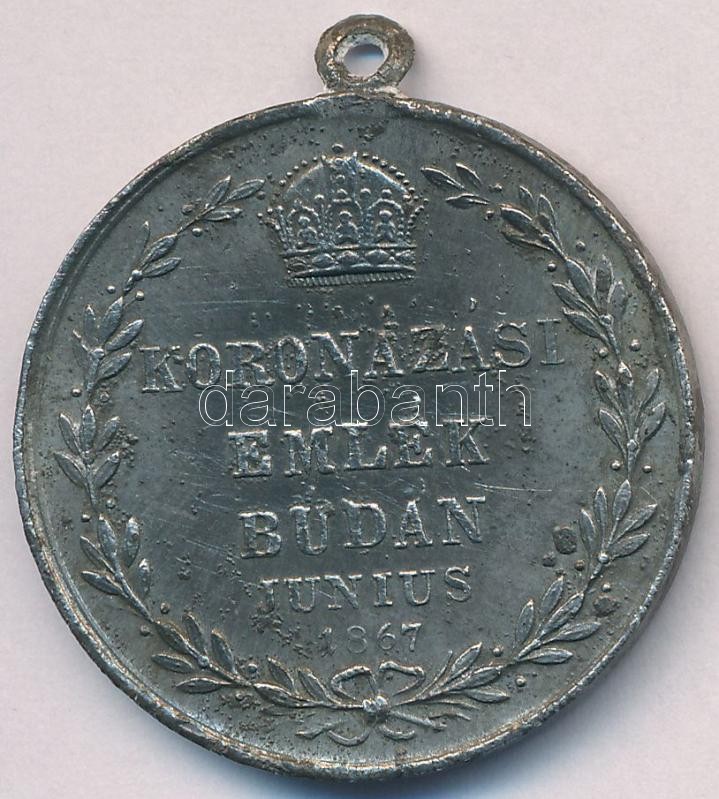 KORONÁZÁSI
darabanth
EMLÉK
BUDÁN
JUNIUS
1867